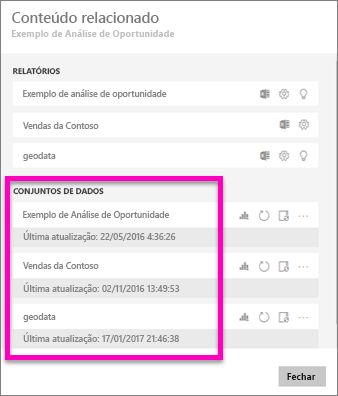 Conteúdo relacionado
Exemplo de Análise de Oportunidade
RELATÓRIOS
Exemplo de análise de oportunidade
Vendas da Contoso
geodata
CONJUNTOS DE DADOS
Exemplo de Análise de Oportunidade
Última atualização: 22/05/2016 4:36:26
Vendas da Contoso
Última atualização: 02/11/2016 13:49:53
geodata
Última atualização: 17/01/2017 21:46:38
Fechar